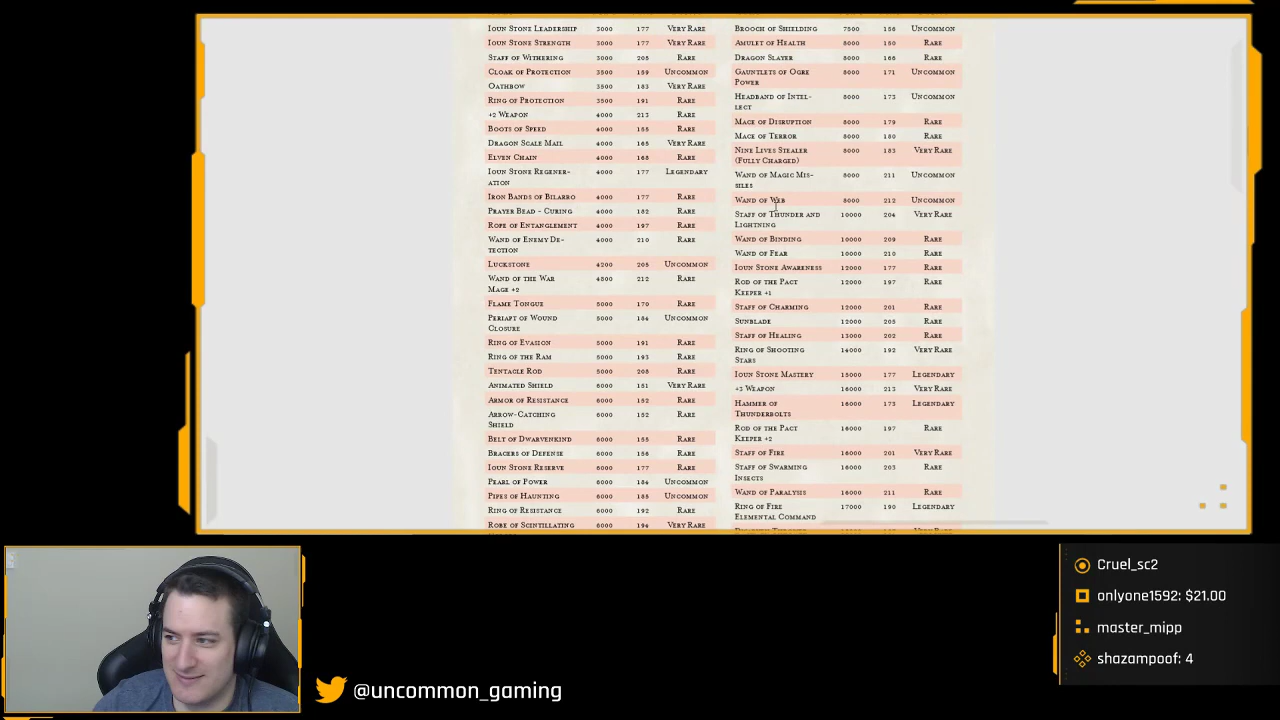 Ioun Stone Leadership 3000 177 Very Rare
Ioun Stone Strength 3000 177 Very Rare
Staff of Withering 3000 205 Rare
Cloak of Protection 3500 159 Uncommon
Oathbow 3500 183 Very Rare
Ring of Protection 3500 191 Rare
+2 Weapon 4000 213 Rare
Boots of Speed 4000 155 Rare
Dragon Scale Mail 4000 165 Very Rare
Elven Chain 4000 168 Rare
Ioun Stone Regener-
ation 4000 177 Legendary
Iron Bands of Bilarro 4000 177 Rare
Prayer Bead - Curing 4000 182 Rare
Rope of Entanglement 4000 197 Rare
Wand of Enemy De-
tection 4000 210 Rare
Luckstone 4200 205 Uncommon
Wand of the War
Mage +2 4800 212 Rare
Flame Tongue 5000 170 Rare
Periapt of Wound
Closure 5000 184 Uncommon
Ring of Evasion 5000 191 Rare
Ring of the Ram 5000 193 Rare
Tentacle Rod 5000 208 Rare
Animated Shield 6000 151 Very Rare
Armor of Resistance 6000 152 Rare
Arrow-Catching
Shield 6000 152 Rare
Belt of Dwarvenkind 6000 155 Rare
Bracers of Defense 6000 156 Rare
Ioun Stone Reserve 6000 177 Rare
Pearl of Power 6000 184 Uncommon
Pipes of Haunting 6000 185 Uncommon
Ring of Resistance 6000 192 Rare
Robe of Scintillating 6000 194 Very Rare
Brooch of Shielding 7500 156 Uncommon
Amulet of Health 8000 150 Rare
Dragon Slayer 8000 166 Rare
Gauntlets of Ogre
Power 8000 171 Uncommon
Headband of Intel-
lect 8000 173 Uncommon
Mace of Disruption 8000 179 Rare
Mace of Terror 8000 180 Rare
Nine Lives Stealer
(Fully Charged) 8000 183 Very Rare
Wand of Magic Mis-
siles 8000 211 Uncommon
Wand of Web 8000 212 Uncommon
Staff of Thunder and
Lightning 10000 204 Very Rare
Wand of Binding 10000 209 Rare
Wand of Fear 10000 210 Rare
Ioun Stone Awareness 12000 177 Rare
Rod of the Pact
Keeper +1 12000 197 Rare
Staff of Charming 12000 201 Rare
Sunblade 12000 205 Rare
Staff of Healing 13000 202 Rare
Ring of Shooting
Stars 14000 192 Very Rare
Ioun Stone Mastery 15000 177 Legendary
+3 Weapon 16000 213 Very Rare
Hammer of
Thunderbolts 16000 173 Legendary
Rod of the Pact
Keeper +2 16000 197 Rare
Staff of Fire 16000 201 Very Rare
Staff of Swarming
Insects 16000 203 Rare
Wand of Paralysis 16000 211 Rare
Ring of Fire
Elemental Command 17000 190 Legendary
@uncommon_gaming
Cruel_sc2
onlyone1592: $21.00
master_mipp
shazampoof: 4